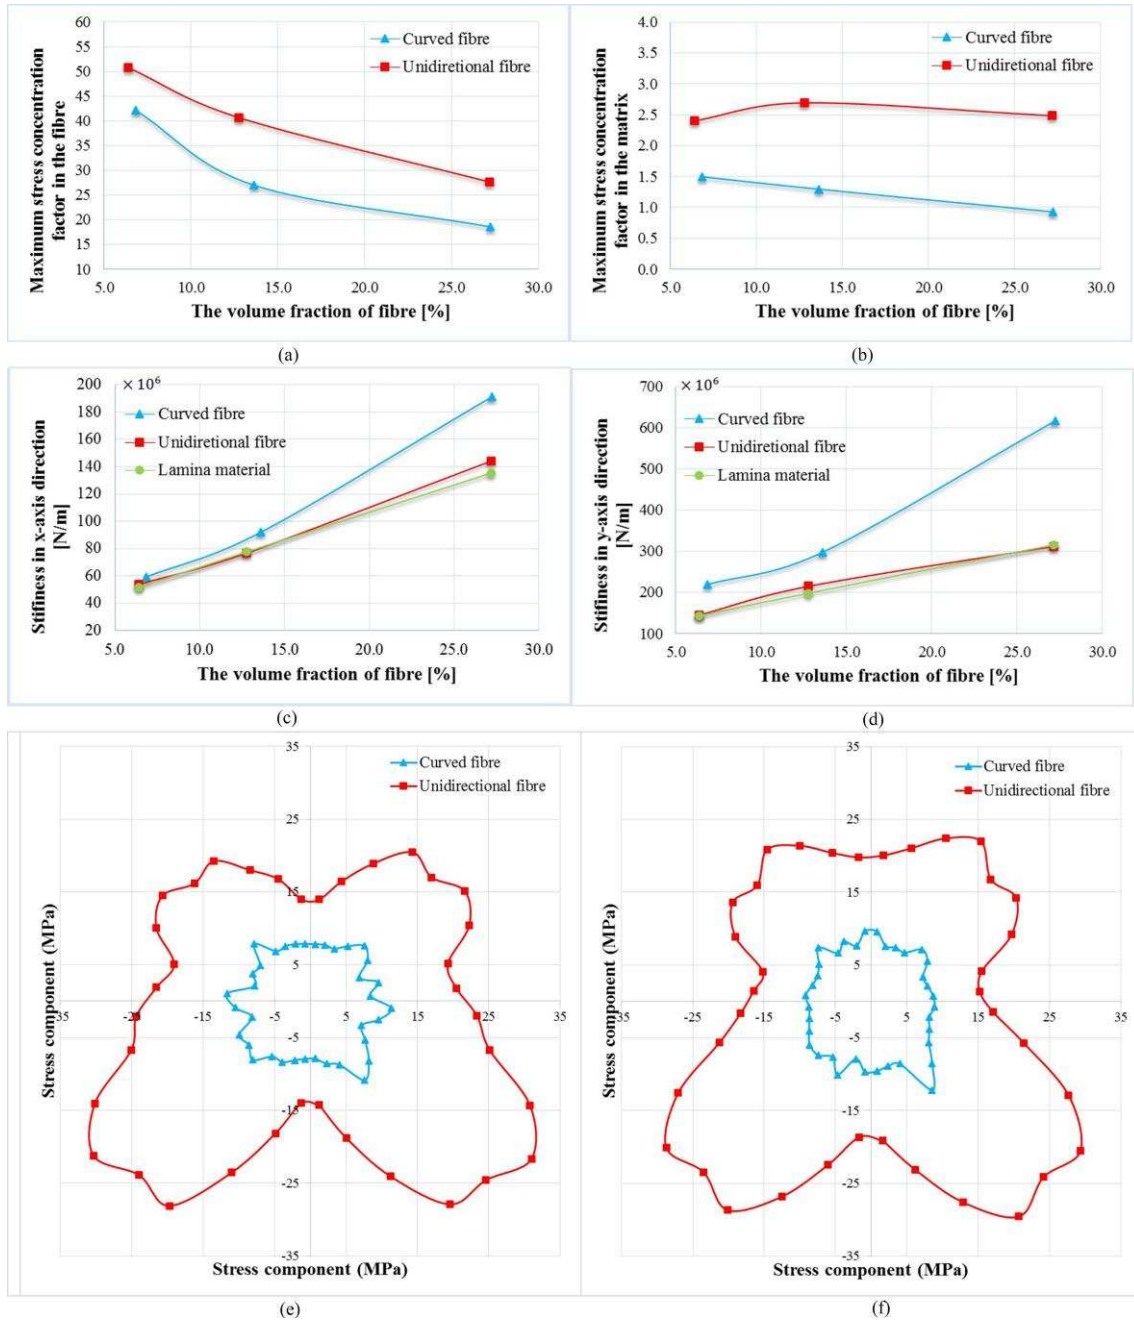 60
55
50
45
40
35
30
25
20
15
10
Maximum stress concentration
factor in the fibre
Curved fibre
Unidiretional fibre
5.0 10.0 15.0 20.0 25.0 30.0
The volume fraction of fibre [%]
(a)
4.0
3.5
3.0
2.5
2.0
1.5
1.0
0.5
0.0
Maximum stress concentration
factor in the matrix
Curved fibre
Unidiretional fibre
5.0 10.0 15.0 20.0 25.0 30.0
The volume fraction of fibre [%]
(b)
× 10⁶
200
180
160
140
120
100
80
60
40
20
Stifiness in x-axis direction
[N/m]
Curved fibre
Unidiretional fibre
Lamina material
5.0 10.0 15.0 20.0 25.0 30.0
The volume fraction of fibre [%]
(c)
× 10⁶
700
600
500
400
300
200
100
Stifiness in y-axis direction
[N/m]
Curved fibre
Unidiretional fibre
Lamina material
5.0 10.0 15.0 20.0 25.0 30.0
The volume fraction of fibre [%]
(d)
35
25
15
5
-5
-15
-25
-35
Curved fibre
Unidirectional fibre
35 -25 -15 -5 5 15 25 35
Stress component (MPa)
Stress component (MPa)
(e)
35
25
15
5
-5
-15
-25
-35
Curved fibre
Unidirectional fibre
35 -25 -15 -5 5 15 25 35
Stress component (MPa)
Stress component (MPa)
(f)